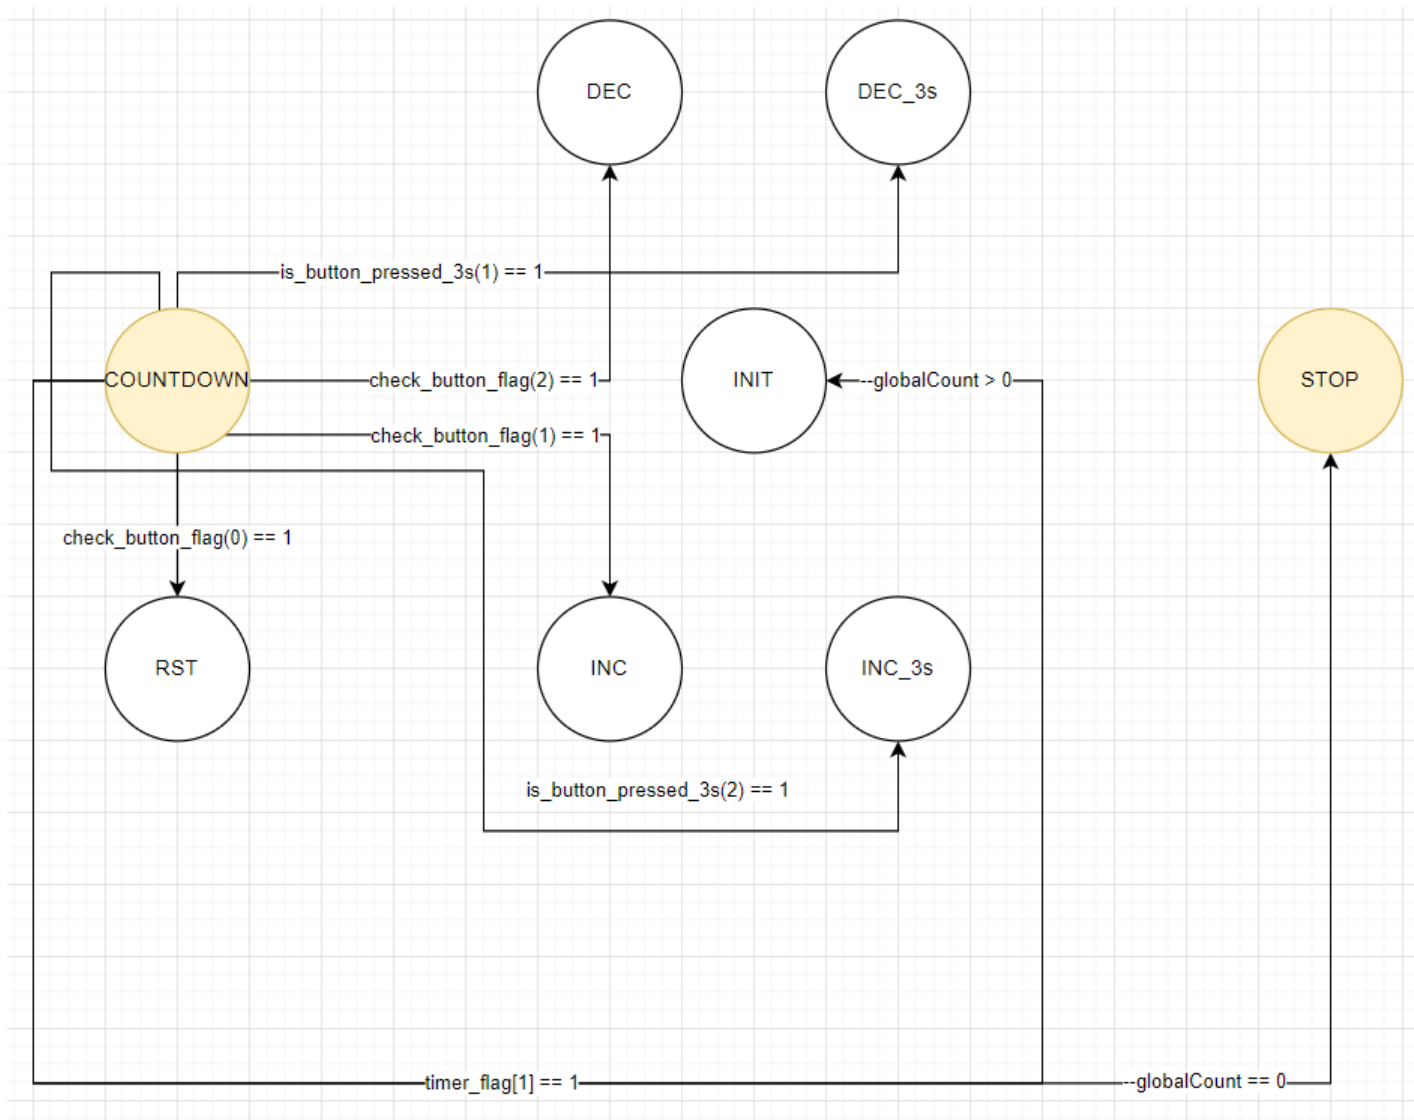 DEC
DEC_3s
is_button_pressed_3s(1) == 1
COUNTDOWN
check_button_flag(2) == 1
INIT
--globalCount > 0
STOP
check_button_flag(1) == 1
check_button_flag(0) == 1
RST
INC
INC_3s
is_button_pressed_3s(2) == 1
timer_flag[1] == 1
--globalCount == 0